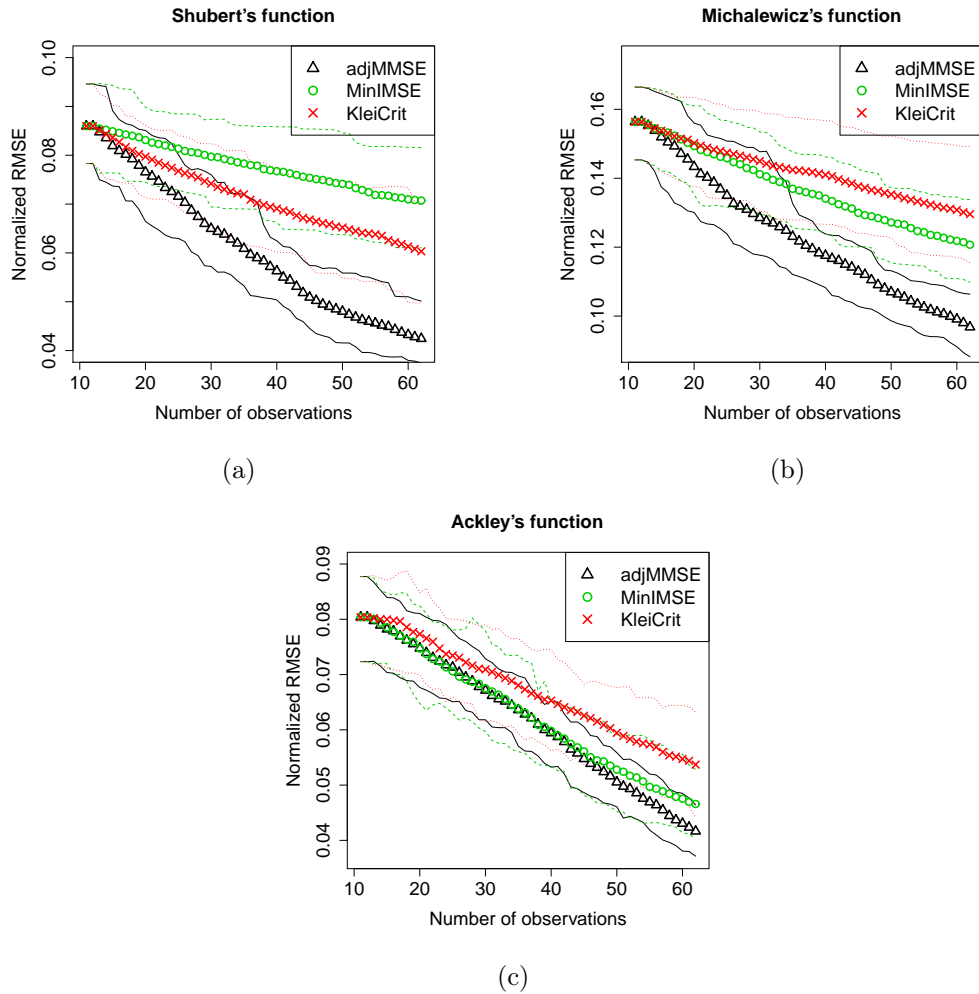 Shubert's function
Normalized RMSE
0.04 0.06 0.08 0.10
adjMMSE
MinIMSE
KleiCrit
10 20 30 40 50 60
Number of observations
(a)
Michalewicz's function
Normalized RMSE
0.10 0.12 0.14 0.16
adjMMSE
MinIMSE
KleiCrit
10 20 30 40 50 60
Number of observations
(b)
Ackley's function
Normalized RMSE
0.04 0.05 0.06 0.07 0.08 0.09
adjMMSE
MinIMSE
KleiCrit
10 20 30 40 50 60
Number of observations
(c)